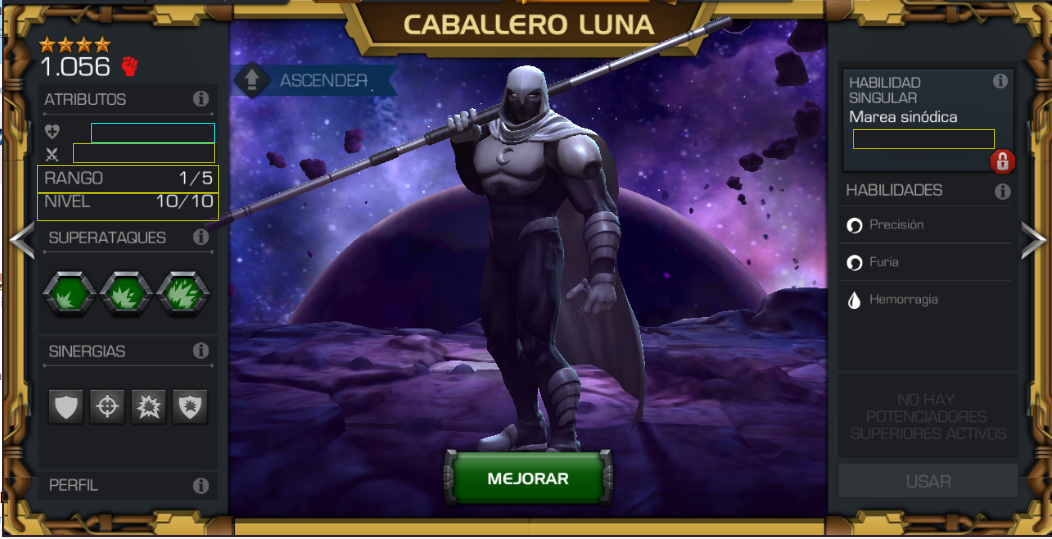 CABALLERO LUNA
1.056
ASCENDER
ATRIBUTOS
RANGO 1/5
NIVEL 10/10
SUPERATAQUES
SINERGIAS
PERFIL
MEJORAR
HABILIDAD
SINGULAR
Marea sinódica
HABILIDADES
Precisión
Furia
Hemorragia
NO HAY
POTENCIADORES
SUPERIORES ACTIVOS
USAR